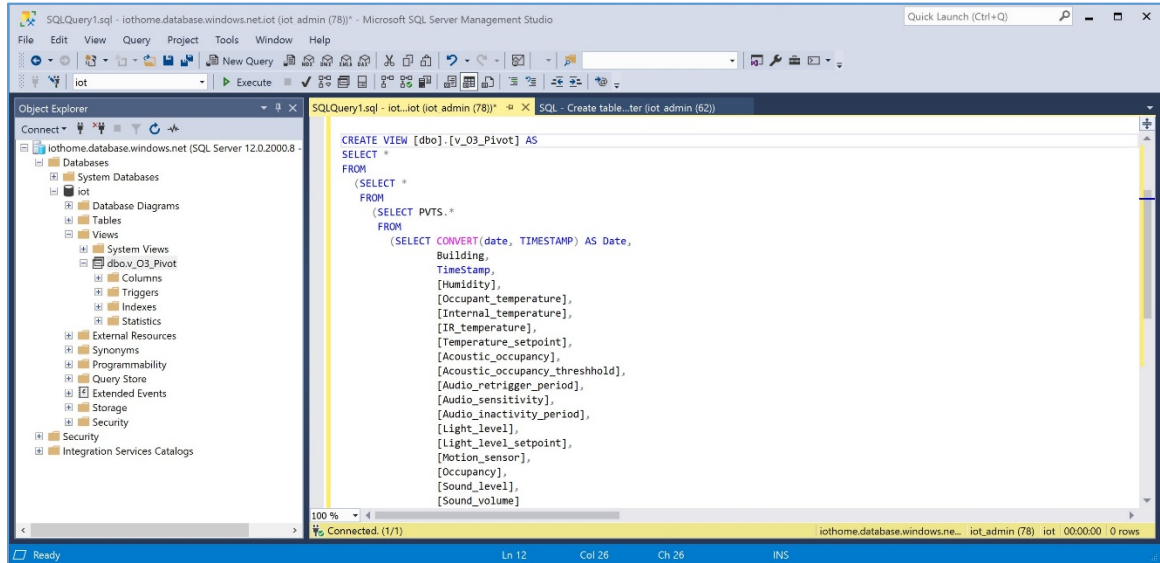 SQLQuery1.sql - iothome.database.windows.net.iot (iot admin (78))* - Microsoft SQL Server Management Studio
Quick Launch (Ctrl+Q)
File Edit View Query Project Tools Window Help
New Query
iot
Execute
Object Explorer
Connect
iothome.database.windows.net (SQL Server 12.0.2000.8 -
Databases
System Databases
iot
Database Diagrams
Tables
Views
System Views
dbo.v_O3_Pivot
Columns
Triggers
Indexes
Statistics
External Resources
Synonyms
Programmability
Query Store
Extended Events
Storage
Security
Security
Integration Services Catalogs
SQLQuery1.sql - iot...iot (iot admin (78))*
SQL - Create table...ter (iot admin (62))
CREATE VIEW [dbo].[v_O3_Pivot] AS
SELECT *
FROM
(SELECT *
FROM
(SELECT PVTS.*
FROM
(SELECT CONVERT(date, TIMESTAMP) AS Date,
Building,
TimeStamp,
[Humidity],
[Occupant_temperature],
[Internal_temperature],
[IR_temperature],
[Temperature_setpoint],
[Acoustic_occupancy],
[Acoustic_occupancy_threshhold],
[Audio_retrigger_period],
[Audio_sensitivity],
[Audio_inactivity_period],
[Light_level],
[Light_level_setpoint],
[Motion_sensor],
[Occupancy],
[Sound_level],
[Sound_volume]
100 %
Connected. (1/1)
iothome.database.windows.ne... iot_admin (78) iot 00:00:00 0 rows
Ready Ln 12 Col 26 Ch 26 INS